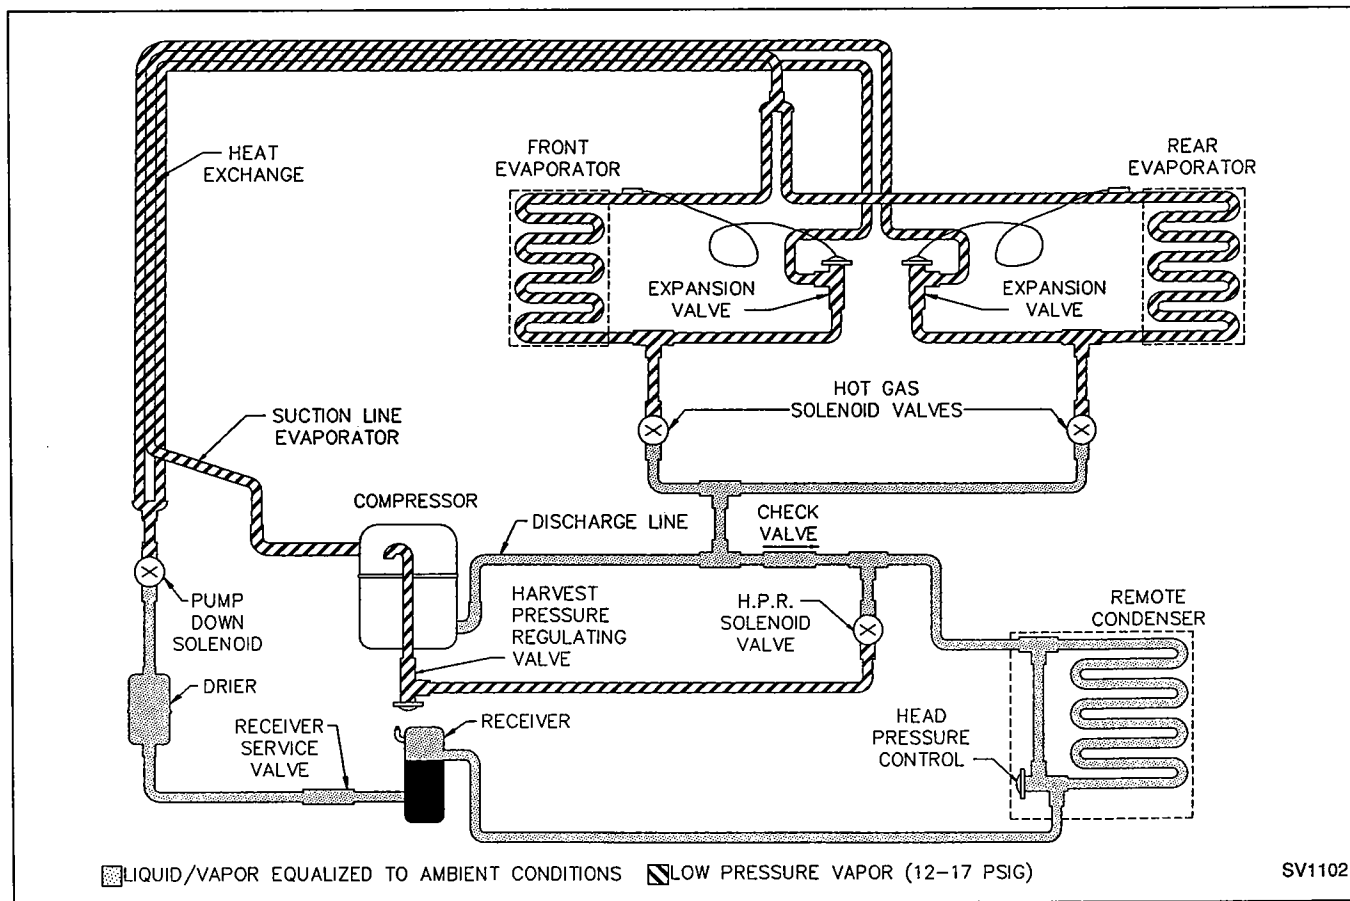 HEAT
EXCHANGE
FRONT
EVAPORATOR
REAR
EVAPORATOR
EXPANSION
VALVE
EXPANSION
VALVE
HOT GAS
SOLENOID VALVES
SUCTION LINE
EVAPORATOR
COMPRESSOR
DISCHARGE LINE
CHECK
VALVE
PUMP
DOWN
SOLENOID
HARVEST
PRESSURE
REGULATING
VALVE
H.P.R.
SOLENOID
VALVE
REMOTE
CONDENSER
DRIER
RECEIVER
SERVICE
VALVE
RECEIVER
HEAD
PRESSURE
CONTROL
LIQUID/VAPOR EQUALIZED TO AMBIENT CONDITIONS
LOW PRESSURE VAPOR (12-17 PSIG)
SV1102